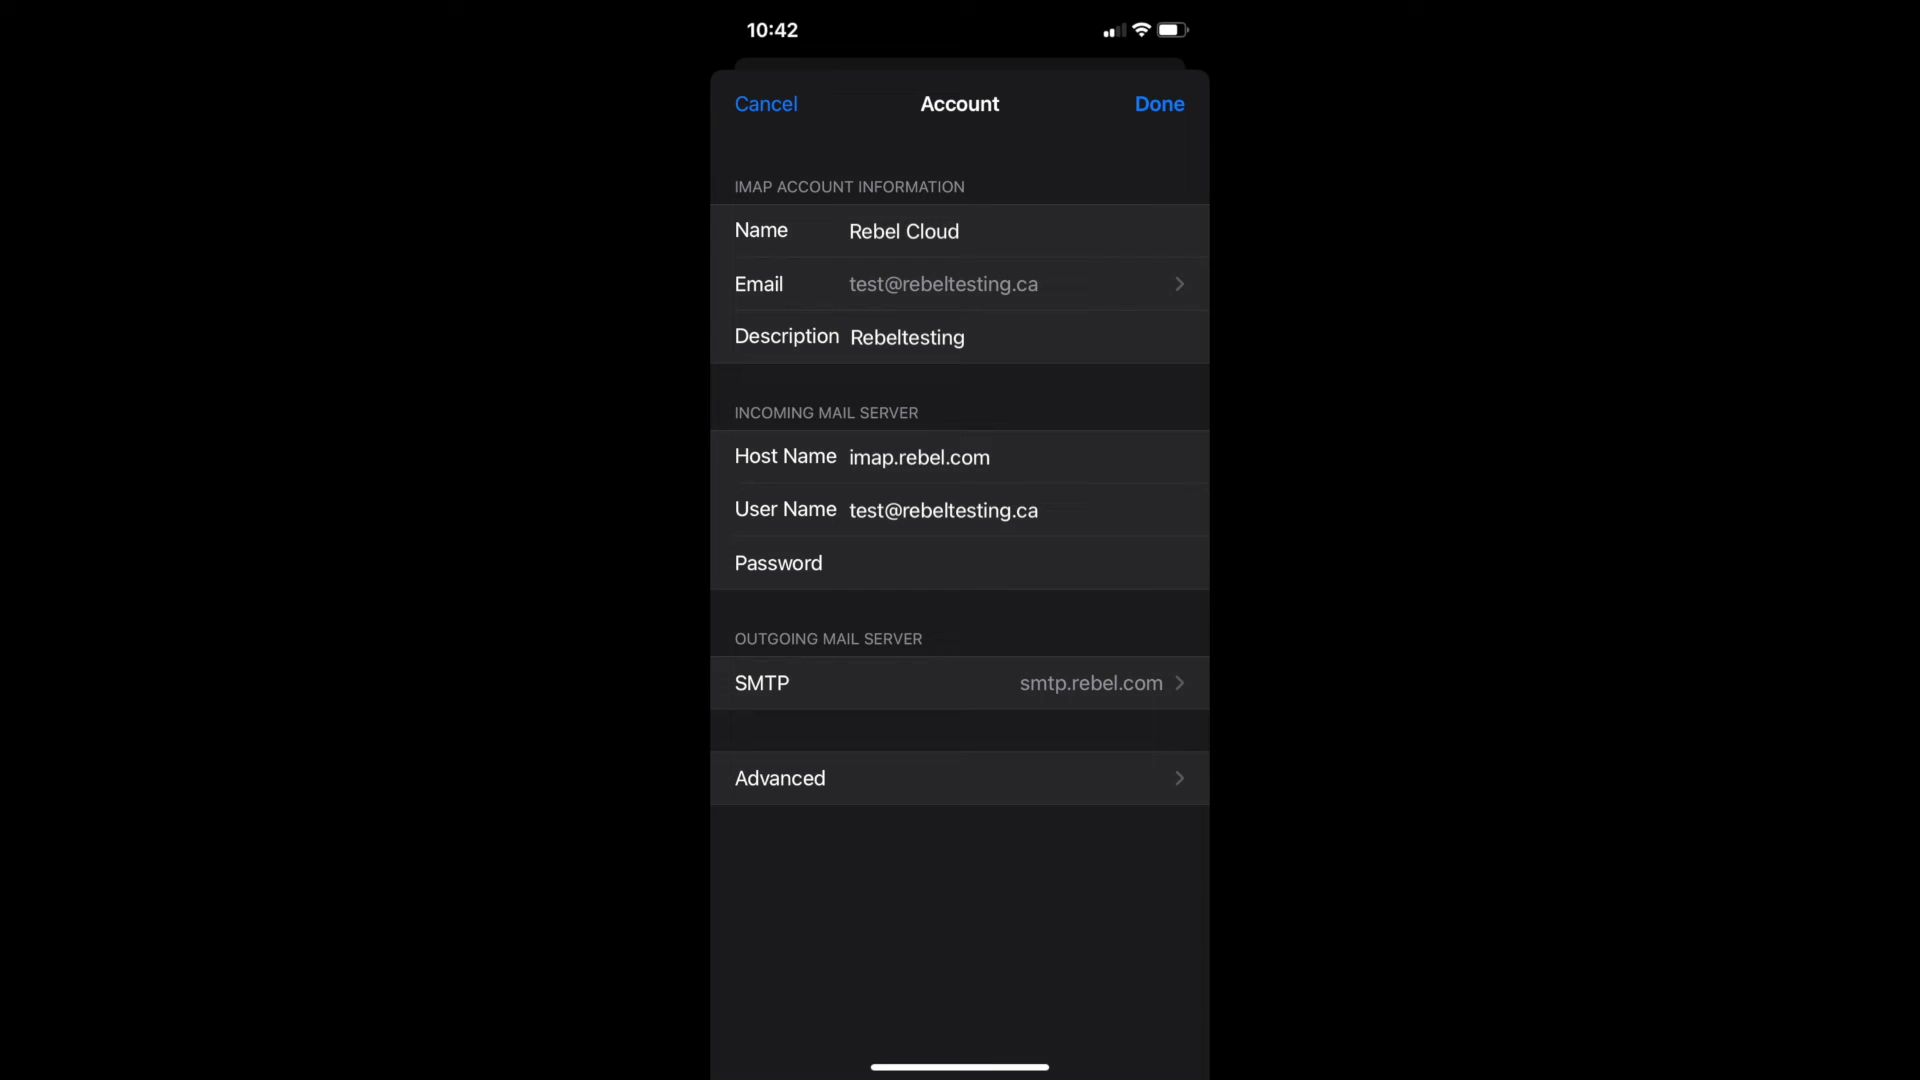 10:42
Cancel Account Done
IMAP ACCOUNT INFORMATION
Name Rebel Cloud
Email test@rebeltesting.ca
Description Rebeltesting
INCOMING MAIL SERVER
Host Name imap.rebel.com
User Name test@rebeltesting.ca
Password
OUTGOING MAIL SERVER
SMTP smtp.rebel.com
Advanced